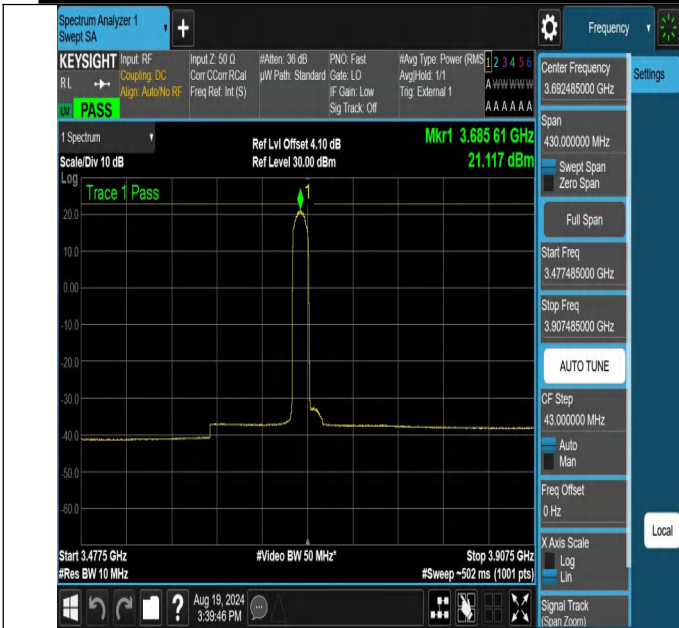 Spectrum Analyzer 1
Swept SA
+
Frequency
KEYSIGHT
RL
PASS
Input: RF
Coupling: DC
Align: Auto/No RF
Input Z: 50 Ω
Corr CCorr RCal
Freq Ref: Int (S)
#Atten: 36 dB
µW Path: Standard
PNO: Fast
Gate: LO
IF Gain: Low
Sig Track: Off
#Avg Type: Power (RMS
Avg|Hold: 1/1
Trig: External 1
1 2 3 4 5 6
A W W W W W
A A A A A A
1 Spectrum
Scale/Div 10 dB
Ref Lvl Offset 4.10 dB
Ref Level 30.00 dBm
Mkr1 3.685 61 GHz
21.117 dBm
Log
Trace 1 Pass
1
20.0
10.0
0.00
-10.0
-20.0
-30.0
-40.0
-50.0
-60.0
Start 3.4775 GHz
#Res BW 10 MHz
#Video BW 50 MHz*
Stop 3.9075 GHz
#Sweep ~502 ms (1001 pts)
Center Frequency
3.692485000 GHz
Settings
Span
430.000000 MHz
Swept Span
Zero Span
Full Span
Start Freq
3.477485000 GHz
Stop Freq
3.907485000 GHz
AUTO TUNE
CF Step
43.000000 MHz
Auto
Man
Freq Offset
0 Hz
X Axis Scale
Log
Lin
Local
Signal Track
(Span Zoom)
?
Aug 19, 2024
3:39:46 PM